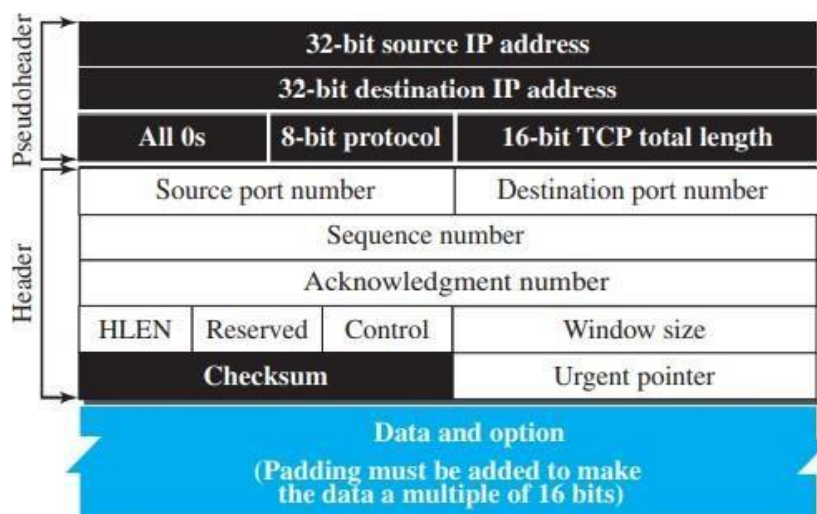 Pseudoheader
32-bit source IP address
32-bit destination IP address
All 0s 8-bit protocol 16-bit TCP total length
Header
Source port number Destination port number
Sequence number
Acknowledgment number
HLEN Reserved Control Window size
Checksum Urgent pointer
Data and option
(Padding must be added to make
the data a multiple of 16 bits)